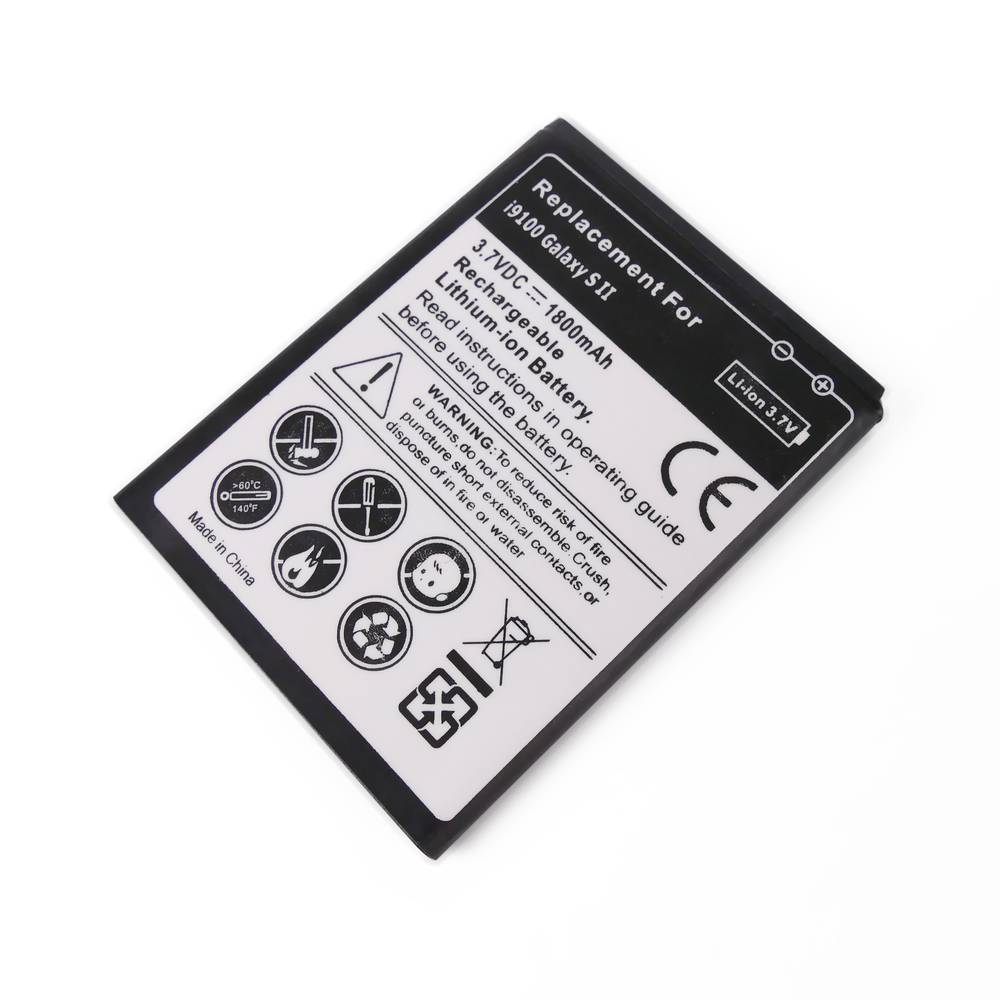 Replacement For
i9100 Galaxy S II
Li-ion 3.7V
3.7VDC ⎓ 1800mAh
Rechargeable
Lithium-ion Battery.
Read instructions in operating guide
before using the battery.
CE
WARNING: To reduce risk of fire
or burns,do not disassemble. Crush,
puncture short external contacts,or
dispose of in fire or water
>60°C
140°F
Made in China